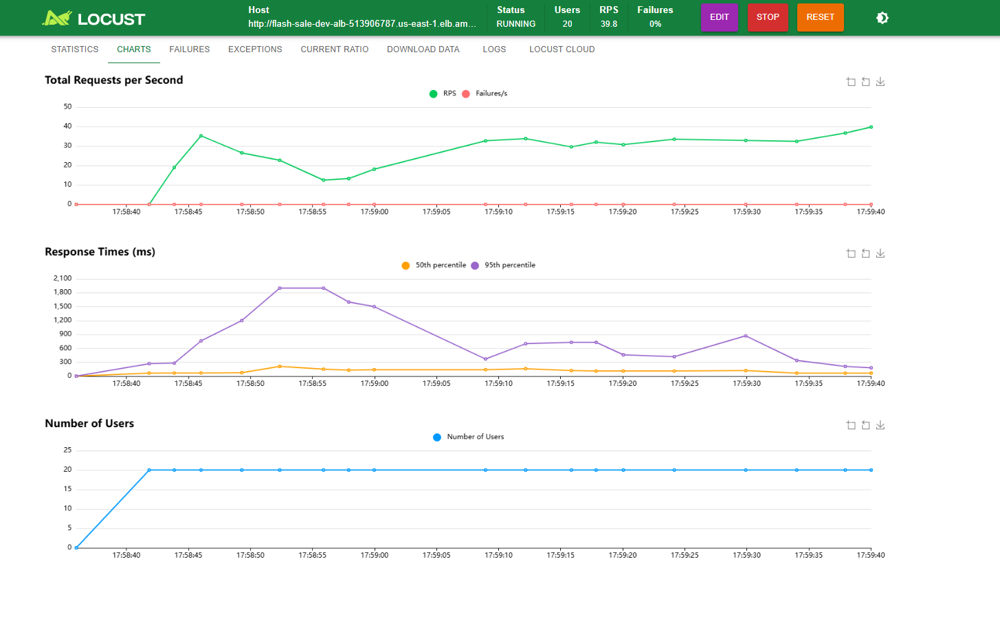 LOCUST
Host
http://flash-sale-dev-alb-513906787.us-east-1.elb.am...
Status
RUNNING
Users
20
RPS
39.8
Failures
0%
EDIT
STOP
RESET
STATISTICS CHARTS FAILURES EXCEPTIONS CURRENT RATIO DOWNLOAD DATA LOGS LOCUST CLOUD
Total Requests per Second
RPS Failures/s
50
40
30
20
10
0
17:58:40 17:58:45 17:58:50 17:58:55 17:59:00 17:59:05 17:59:10 17:59:15 17:59:20 17:59:25 17:59:30 17:59:35 17:59:40
Response Times (ms)
50th percentile 95th percentile
2,100
1,800
1,500
1,200
900
600
300
0
17:58:40 17:58:45 17:58:50 17:58:55 17:59:00 17:59:05 17:59:10 17:59:15 17:59:20 17:59:25 17:59:30 17:59:35 17:59:40
Number of Users
Number of Users
25
20
15
10
5
0
17:58:40 17:58:45 17:58:50 17:58:55 17:59:00 17:59:05 17:59:10 17:59:15 17:59:20 17:59:25 17:59:30 17:59:35 17:59:40